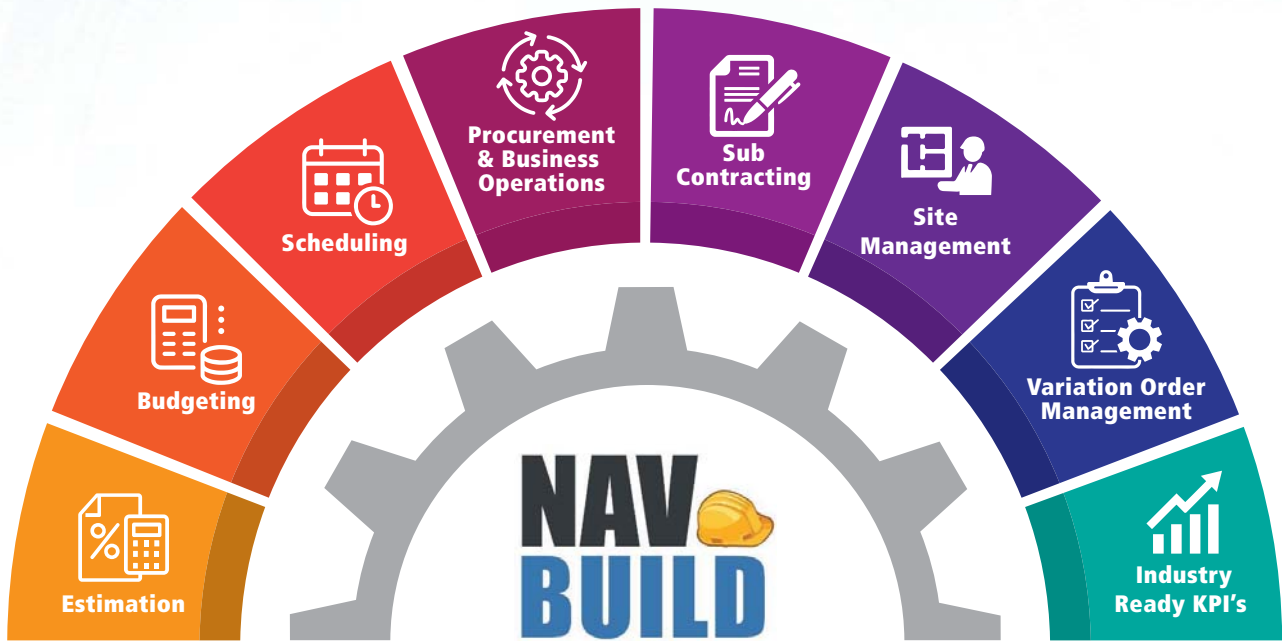 Estimation
Budgeting
Scheduling
Procurement
& Business
Operations
Sub
Contracting
Site
Management
Variation Order
Management
Industry
Ready KPI's
NAV
BUILD
%